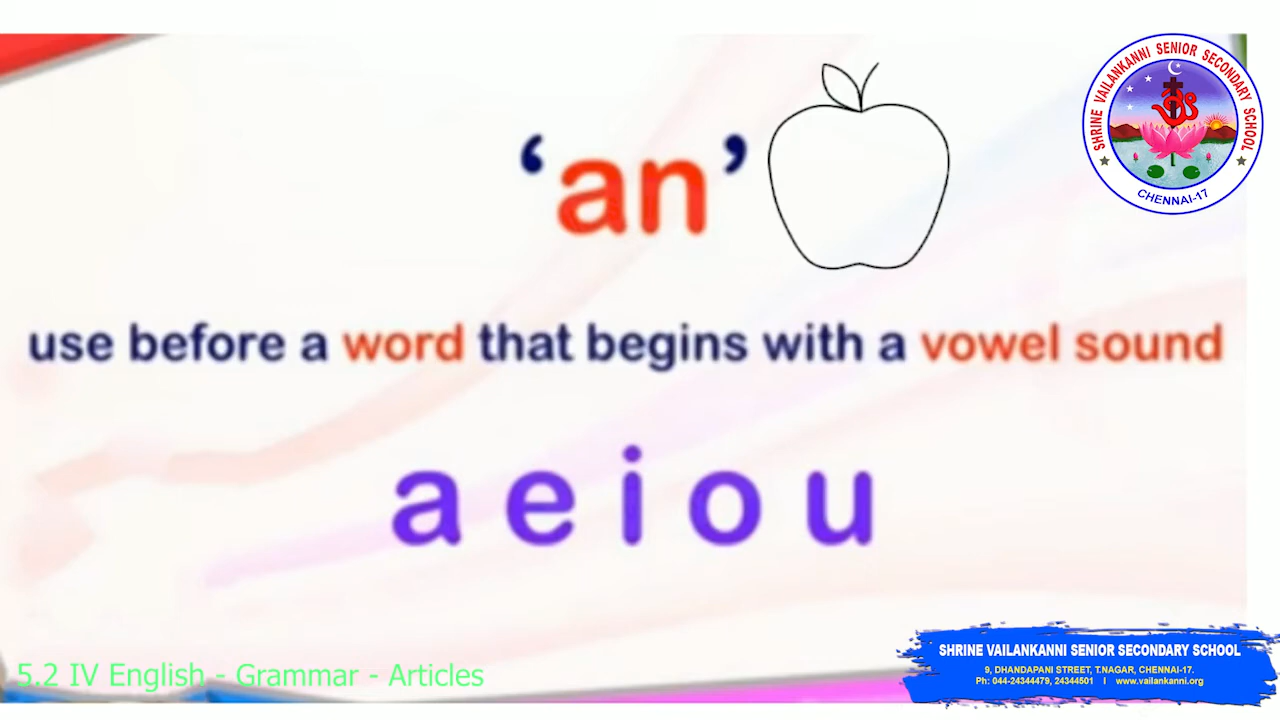 SHRINE VAILANKANNI SENIOR SECONDARY SCHOOL
CHENNAI-17
‘an’
use before a word that begins with a vowel sound
a e i o u
5.2 IV English - Grammar - Articles
SHRINE VAILANKANNI SENIOR SECONDARY SCHOOL
9, DHANDAPANI STREET, T.NAGAR, CHENNAI-17.
Ph: 044-24344479, 24344501 I www.vailankanni.org